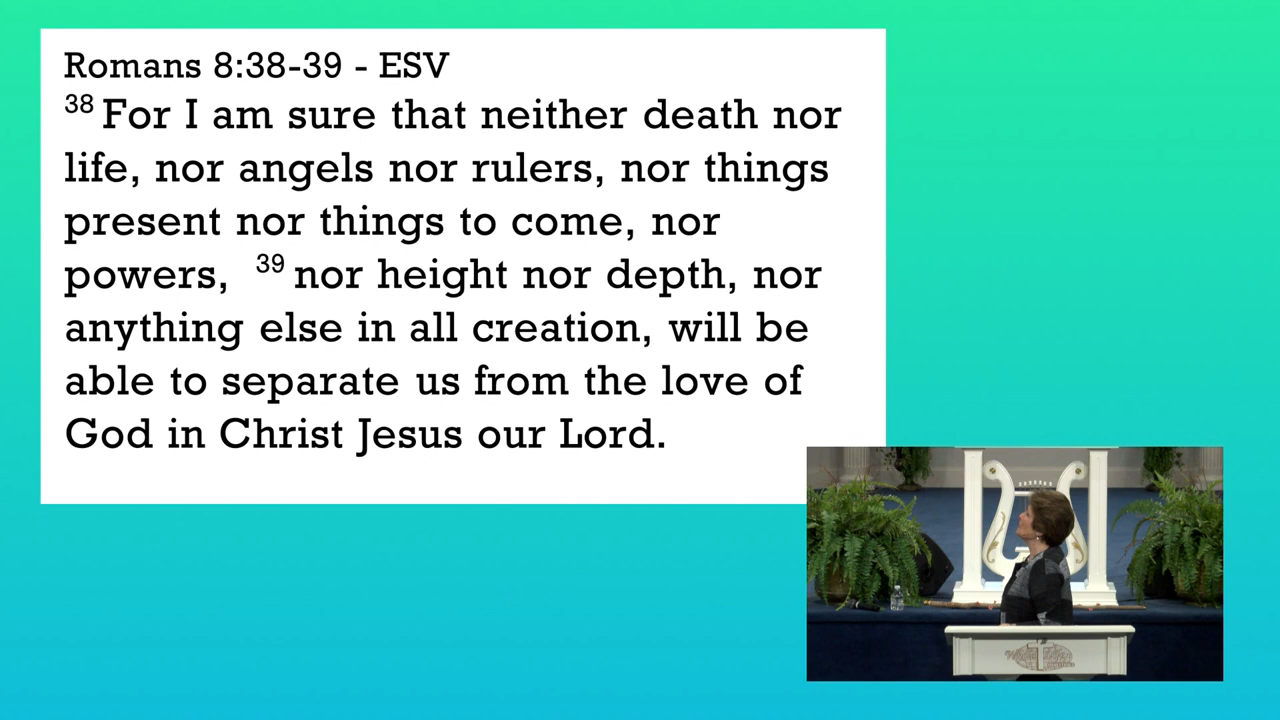 Romans 8:38-39 - ESV
38 For I am sure that neither death nor
life, nor angels nor rulers, nor things
present nor things to come, nor
powers, 39 nor height nor depth, nor
anything else in all creation, will be
able to separate us from the love of
God in Christ Jesus our Lord.